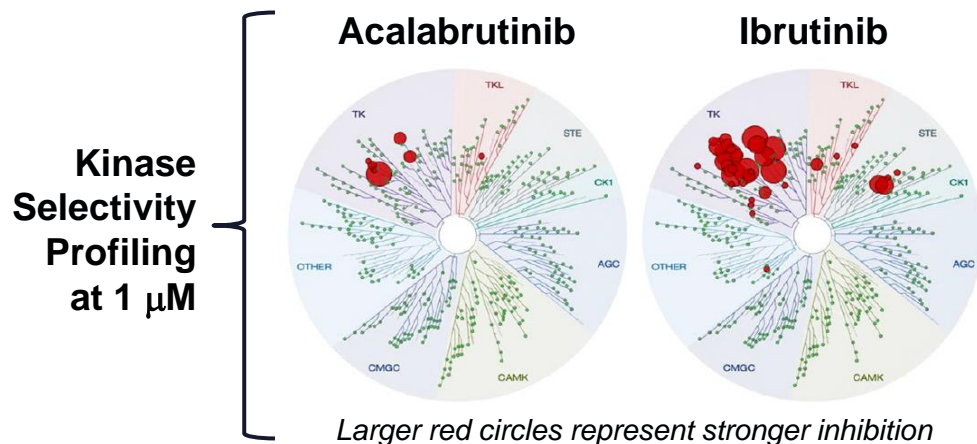 Acalabrutinib
Ibrutinib
Kinase
Selectivity
Profiling
at 1 μM
TK
TKL
STE
CK1
AGC
CAMK
CMGC
OTHER
TK
TKL
STE
CK1
AGC
CAMK
CMGC
OTHER
Larger red circles represent stronger inhibition